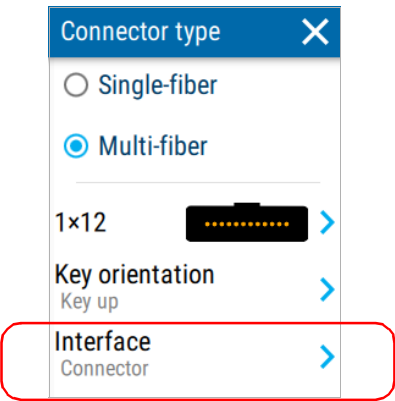 Connector type
Single-fiber
Multi-fiber
1×12
Key orientation
Key up
Interface
Connector